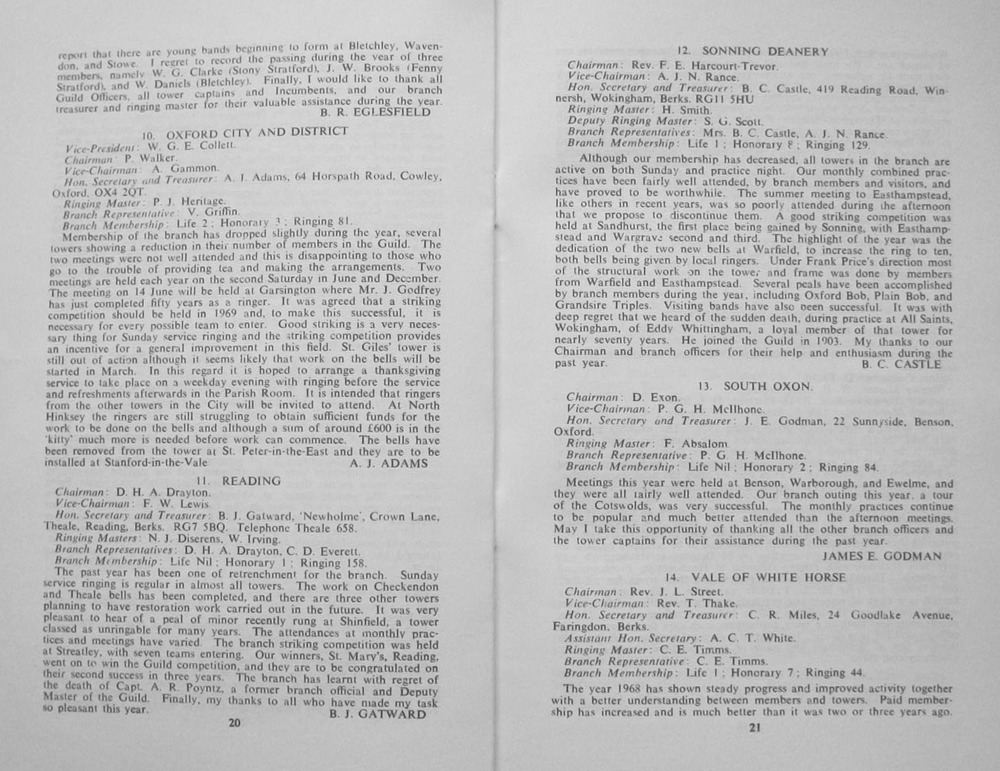 report that there are young bands beginning to form at Bletchley, Waven-
don, and Stowe. I regret to record the passing during the year of three
members, namely W. G. Clarke (Stony Stratford), J. W. Brooks (Fenny
Stratford), and W. Daniels (Bletchley). Finally, I would like to thank all
Guild Officers, all tower captains and Incumbents, and our branch
treasurer and ringing master for their valuable assistance during the year.
B. R. EGLESFIELD
10. OXFORD CITY AND DISTRICT
Vice-President: W. G. E. Collett.
Chairman P. Walker.
Vice-Chairman: A. Gammon.
Hon. Secretary and Treasurer: A. J. Adams, 64 Horspath Road, Cowley,
Oxford, OX4 2QT.
Ringing Master: P. J. Heritage.
Branch Representative: V. Griffin.
Branch Membership: Life 2; Honorary 3; Ringing 81.
Membership of the branch has dropped slightly during the year, several
towers showing a reduction in their number of members in the Guild. The
two meetings were not well attended and this is disappointing to those who
go to the trouble of providing tea and making the arrangements. Two
meetings are held each year on the second Saturday in June and December.
The meeting on 14 June will be held at Garsington where Mr. J. Godfrey
has just completed fifty years as a ringer. It was agreed that a striking
competition should be held in 1969 and, to make this successful, it is
necessary for every possible team to enter. Good striking is a very neces-
sary thing for Sunday service ringing and the striking competition provides
an incentive for a general improvement in this field. St. Giles' tower is
still out of action although it seems likely that work on the bells will be
started in March. In this regard it is hoped to arrange a thanksgiving
service to take place on a weekday evening with ringing before the service
and refreshments afterwards in the Parish Room. It is intended that ringers
from the other towers in the City will be invited to attend. At North
Hinksey the ringers are still struggling to obtain sufficient funds for the
work to be done on the bells and although a sum of around £600 is in the
'kitty' much more is needed before work can commence. The bells have
been removed from the tower at St. Peter-in-the-East and they are to be
installed at Stanford-in-the-Vale A. J. ADAMS
11. READING
Chairman: D. H. A. Drayton.
Vice-Chairman: F. W. Lewis
Hon. Secretary and Treasurer: B. J. Gatward, 'Newholme', Crown Lane,
Theale, Reading, Berks. RG7 5BQ. Telephone Theale 658.
Ringing Masters: N. J. Diserens, W. Irving.
Branch Representatives: D. H. A. Drayton, C. D. Everett.
Branch Membership: Life Nil; Honorary 1; Ringing 158.
The past year has been one of retrenchment for the branch. Sunday
service ringing is regular in almost all towers. The work on Checkendon
and Theale bells has been completed, and there are three other towers
planning to have restoration work carried out in the future. It was very
pleasant to hear of a peal of minor recently rung at Shinfield, a tower
classed as unringable for many years. The attendances at monthly prac-
tices and meetings have varied. The branch striking competition was held
at Streatley, with seven teams entering. Our winners, St. Mary's, Reading,
went on to win the Guild competition, and they are to be congratulated on
their second success in three years. The branch has learnt with regret of
the death of Capt. A. R. Poyntz, a former branch official and Deputy
Master of the Guild. Finally, my thanks to all who have made my task
so pleasant this year. B. J. GATWARD
20
12. SONNING DEANERY
Chairman: Rev. F. E. Harcourt-Trevor.
Vice-Chairman: A. J. N. Rance.
Hon. Secretary and Treasurer: B. C. Castle, 419 Reading Road, Win-
nersh, Wokingham, Berks. RG11 5HU
Ringing Master: H. Smith.
Deputy Ringing Master: S. G. Scott.
Branch Representatives: Mrs. B. C. Castle, A. J. N. Rance.
Branch Membership: Life 1; Honorary 8; Ringing 129.
Although our membership has decreased, all towers in the branch are
active on both Sunday and practice night. Our monthly combined prac-
tices have been fairly well attended, by branch members and visitors, and
have proved to be worthwhile. The summer meeting to Easthampstead,
like others in recent years, was so poorly attended during the afternoon
that we propose to discontinue them. A good striking competition was
held at Sandhurst, the first place being gained by Sonning, with Easthamp-
stead and Wargrave second and third. The highlight of the year was the
dedication of the two new bells at Warfield, to increase the ring to ten,
both bells being given by local ringers. Under Frank Price's direction most
of the structural work on the tower and frame was done by members
from Warfield and Easthampstead. Several peals have been accomplished
by branch members during the year, including Oxford Bob, Plain Bob, and
Grandsire Triples. Visiting bands have also been successful. It was with
deep regret that we heard of the sudden death, during practice at All Saints,
Wokingham, of Eddy Whittingham, a loyal member of that tower for
nearly seventy years. He joined the Guild in 1903. My thanks to our
Chairman and branch officers for their help and enthusiasm during the
past year. B. C. CASTLE
13. SOUTH OXON.
Chairman: D. Exon.
Vice-Chairman: P. G. H. McIlhone.
Hon. Secretary and Treasurer: J. E. Godman, 22 Sunnyside, Benson,
Oxford.
Ringing Master: F. Absalom
Branch Representative: P. G. H. McIlhone.
Branch Membership: Life Nil; Honorary 2; Ringing 84.
Meetings this year were held at Benson, Warborough, and Ewelme, and
they were all fairly well attended. Our branch outing this year, a tour
of the Cotswolds, was very successful. The monthly practices continue
to be popular and much better attended than the afternoon meetings.
May I take this opportunity of thanking all the other branch officers and
the tower captains for their assistance during the past year.
JAMES E. GODMAN
14. VALE OF WHITE HORSE
Chairman: Rev. J. L. Street.
Vice-Chairman: Rev. T. Thake.
Hon. Secretary and Treasurer: C. R. Miles, 24 Goodlake Avenue,
Faringdon, Berks.
Assistant Hon. Secretary: A. C. T. White.
Ringing Master: C. E. Timms.
Branch Representative: C. E. Timms.
Branch Membership: Life 1; Honorary 7; Ringing 44.
The year 1968 has shown steady progress and improved activity together
with a better understanding between members and towers. Paid member-
ship has increased and is much better than it was two or three years ago.
21